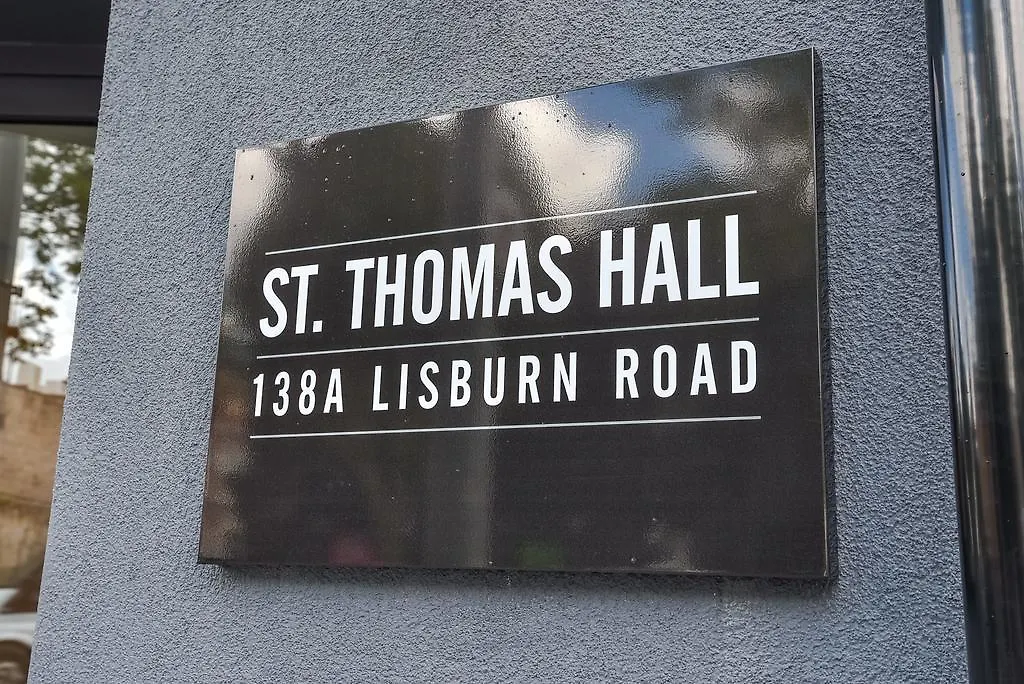 ST. THOMAS HALL
138A LISBURN ROAD